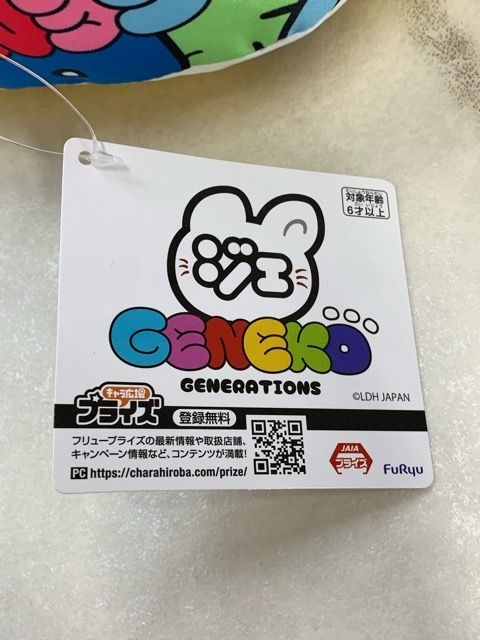 対象年齢
6才以上
ジェ
GENEKO
GENERATIONS
©LDH JAPAN
キャラ広場
プライズ
登録無料
フリュープライズの最新情報や取扱店舗、
キャンペーン情報など、コンテンツが満載!
PC https://charahiroba.com/prize/
JAIA
プライズ
FuRyu